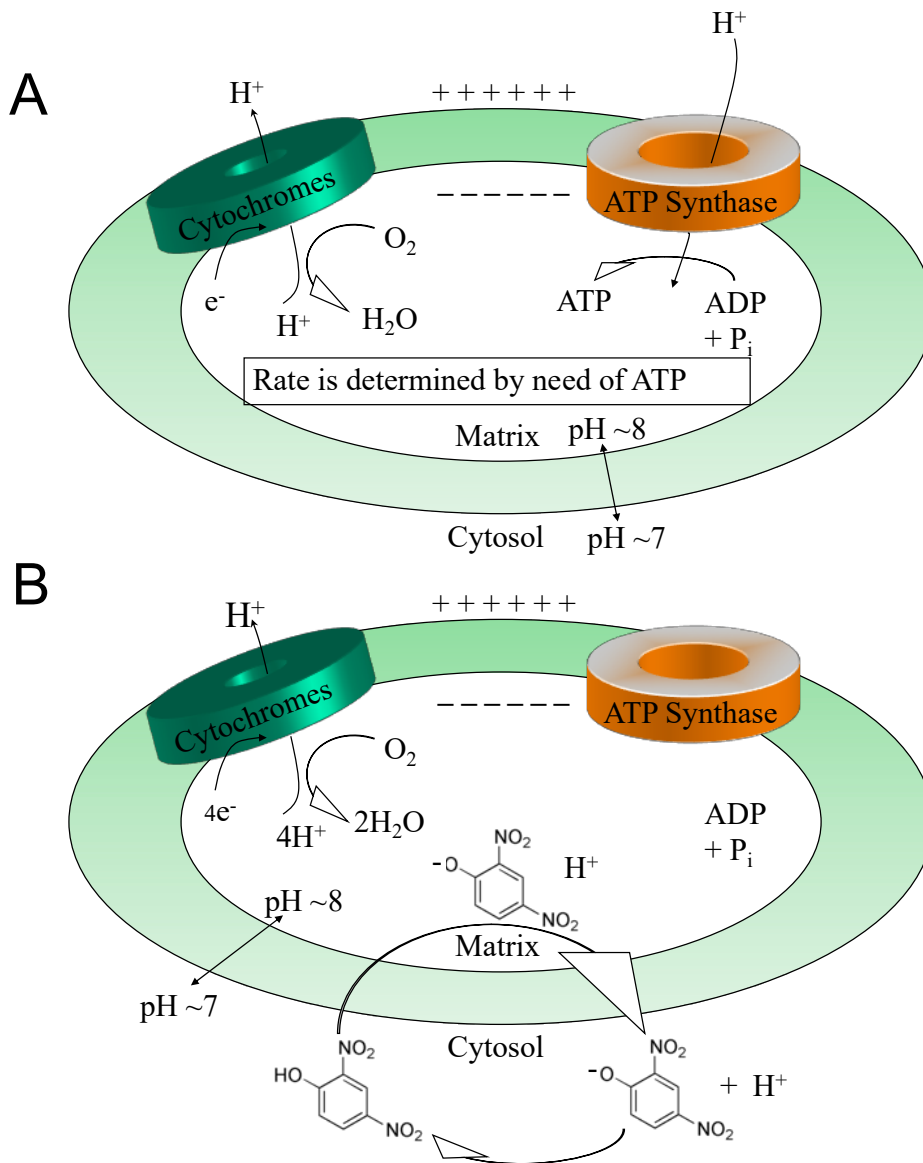 A
H⁺
H⁺
+ + + + + +
Cytochromes
– – – – – –
ATP Synthase
O₂
e⁻
H⁺
H₂O
ATP
ADP
+ Pᵢ
Rate is determined by need of ATP
Matrix
pH ~8
Cytosol
pH ~7
B
H⁺
+ + + + + +
Cytochromes
– – – – – –
ATP Synthase
O₂
4e⁻
4H⁺
2H₂O
ADP
+ Pᵢ
NO₂
⁻O
H⁺
NO₂
pH ~8
Matrix
pH ~7
Cytosol
NO₂
HO
NO₂
NO₂
⁻O
+ H⁺
NO₂